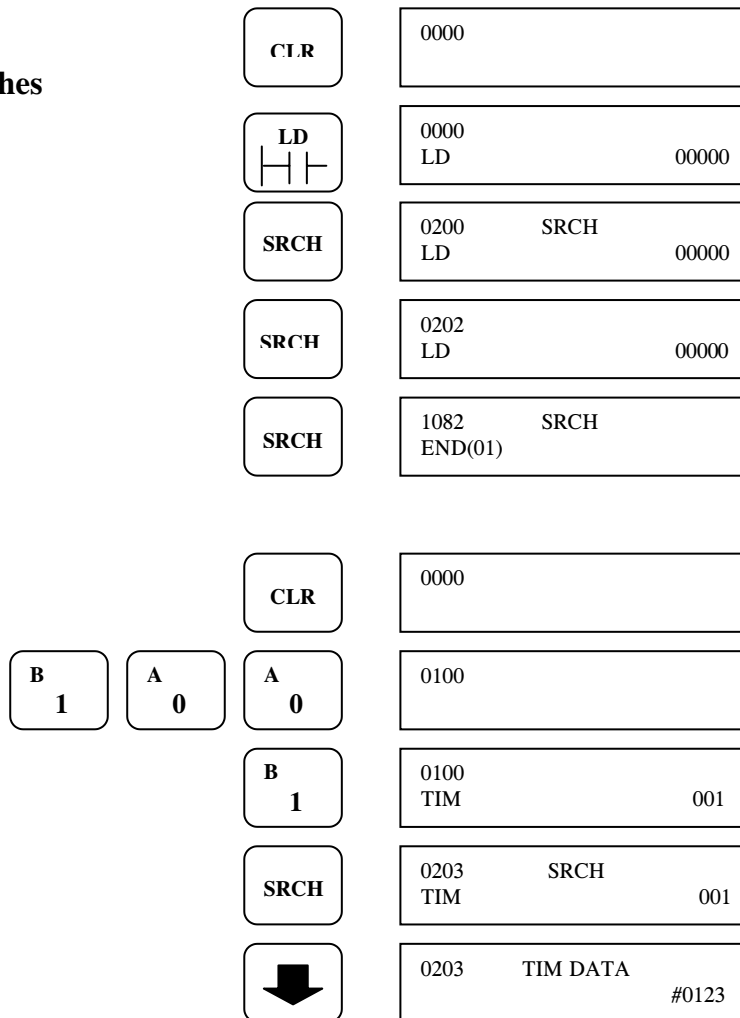 CLR
0000
hes
LD
0000
LD 00000
SRCH
0200 SRCH
LD 00000
SRCH
0202
LD 00000
SRCH
1082 SRCH
END(01)
CLR
0000
B
1
A
0
A
0
0100
B
1
0100
TIM 001
SRCH
0203 SRCH
TIM 001
0203 TIM DATA
#0123